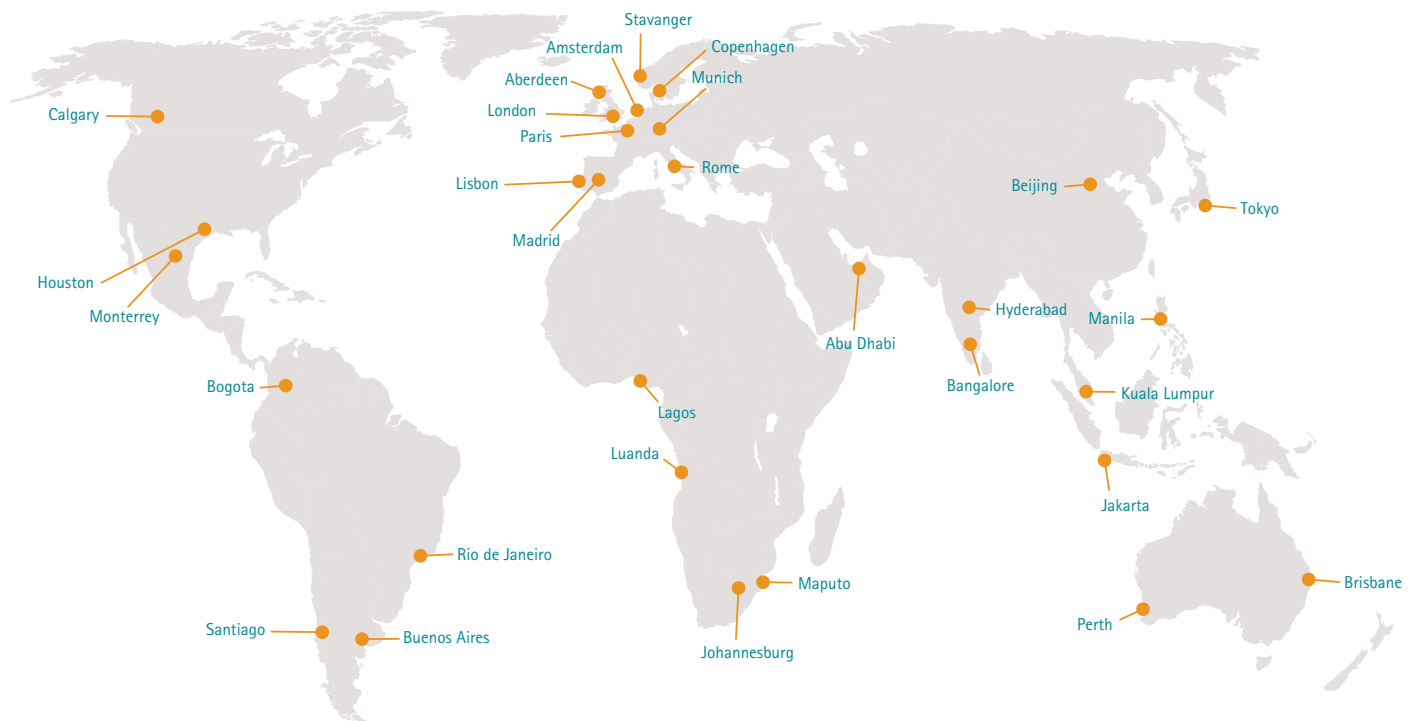 Stavanger
Amsterdam
Copenhagen
Aberdeen
Munich
London
Calgary
Paris
Rome
Lisbon
Beijing
Tokyo
Madrid
Houston
Monterrey
Hyderabad
Manila
Abu Dhabi
Bogota
Bangalore
Kuala Lumpur
Lagos
Luanda
Jakarta
Rio de Janeiro
Maputo
Brisbane
Santiago
Buenos Aires
Perth
Johannesburg